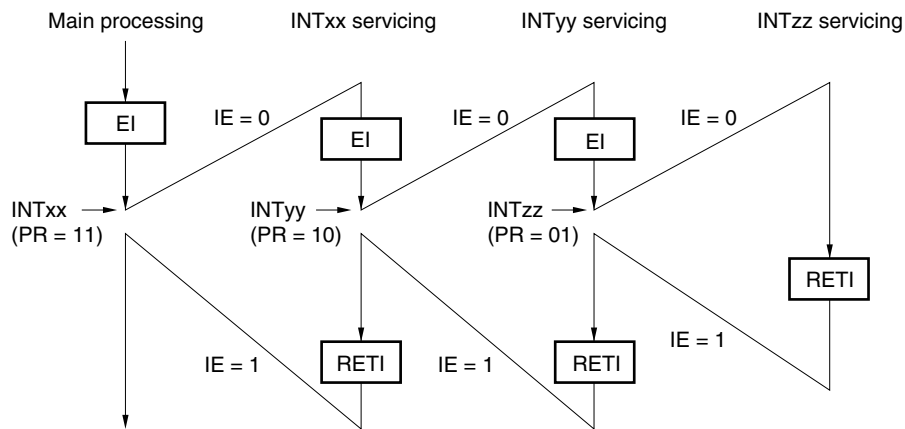 Main processing INTxx servicing INTyy servicing INTzz servicing
IE = 0 IE = 0 IE = 0
EI EI EI
INTxx INTyy INTzz
(PR = 11) (PR = 10) (PR = 01)
RETI
IE = 1 RETI IE = 1 RETI IE = 1